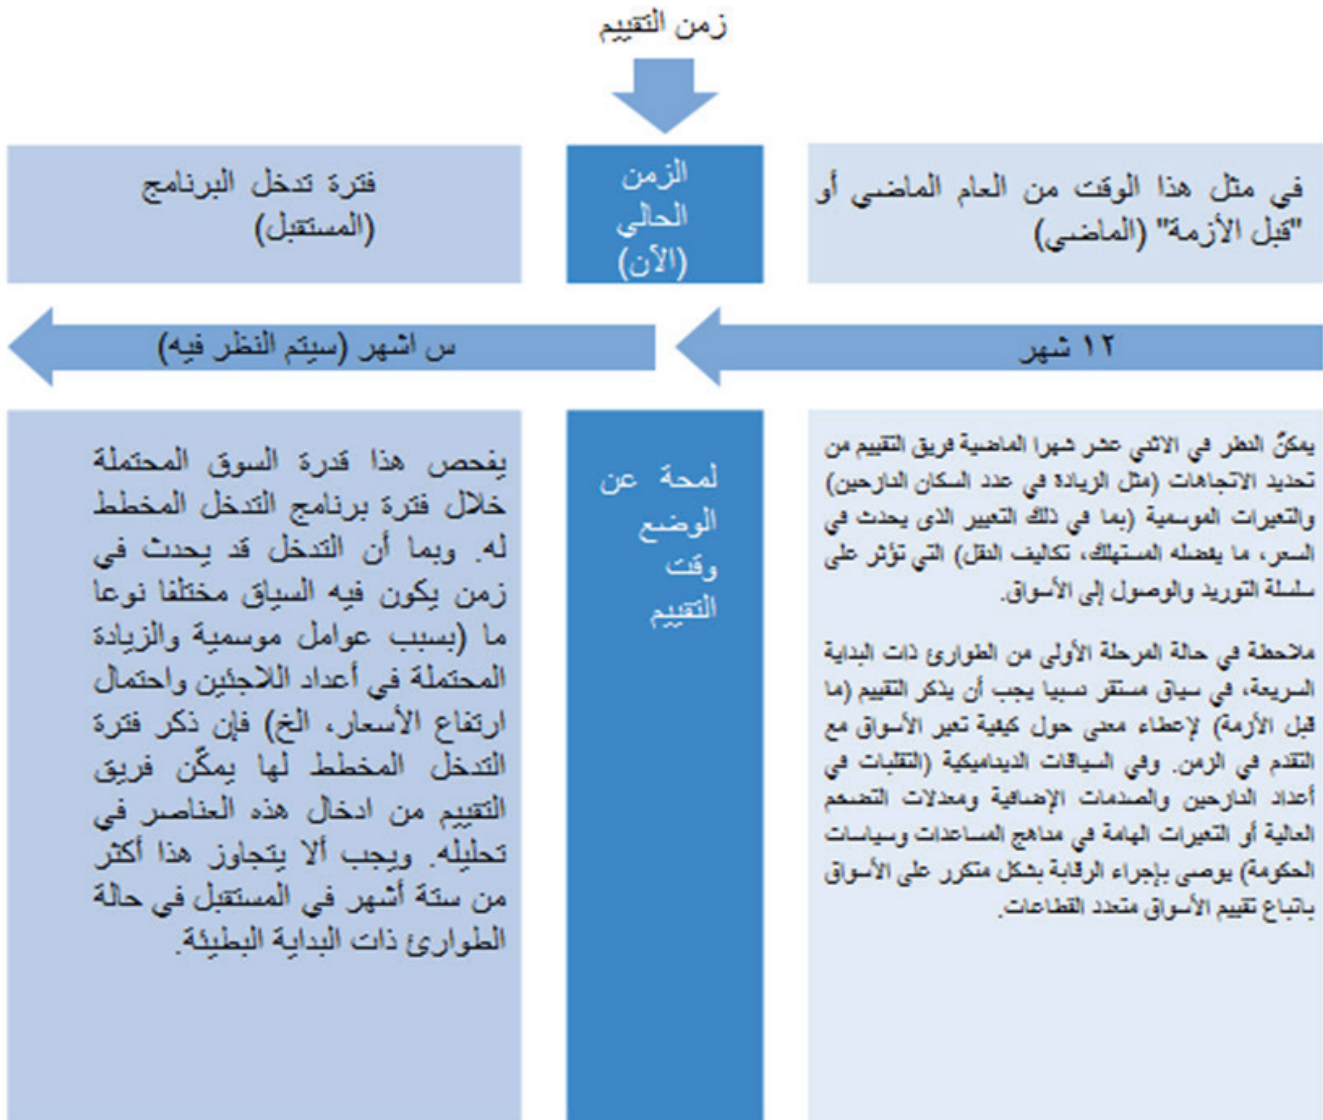 زمن التقييم
في مثل هذا الوقت من العام الماضي أو
"قبل الأزمة" (الماضي)
الزمن
الحالي
(الآن)
فترة تدخل البرنامج
(المستقبل)
١٢ شهر
س اشهر (سيتم النظر فيه)
يمكنّ النظر في الاثني عشر شهرا الماضية فريق التقييم من
تحديد الاتجاهات (مثل الزيادة في عدد السكان النازحين)
والتغيرات الموسمية (بما في ذلك التغيير الذى يحدث في
السعر، ما يفضله المستهلك، تكاليف النقل) التي تؤثر على
سلسلة التوريد والوصول إلى الأسواق.
ملاحظة في حالة المرحلة الأولى من الطوارئ ذات البداية
السريعة، في سياق مستقر نسبيا يجب أن يذكر التقييم (ما
قبل الأزمة) لإعطاء معنى حول كيفية تغير الأسواق مع
التقدم في الزمن. وفي السياقات الديناميكية (التقلبات في
أعداد النازحين والصدمات الإضافية ومعدلات التضخم
العالية أو التغيرات الهامة في مناهج المساعدات وسياسات
الحكومة) يوصى بإجراء الرقابة بشكل متكرر على الأسواق
باتباع تقييم الأسواق متعدد القطاعات.
لمحة عن
الوضع
وقت
التقييم
يفحص هذا قدرة السوق المحتملة
خلال فترة برنامج التدخل المخطط
له. وبما أن التدخل قد يحدث في
زمن يكون فيه السياق مختلفا نوعا
ما (بسبب عوامل موسمية والزيادة
المحتملة في أعداد اللاجئين واحتمال
ارتفاع الأسعار، الخ) فإن ذكر فترة
التدخل المخطط لها يمكّن فريق
التقييم من ادخال هذه العناصر في
تحليله. ويجب ألا يتجاوز هذا أكثر
من ستة أشهر في المستقبل في حالة
الطوارئ ذات البداية البطيئة.